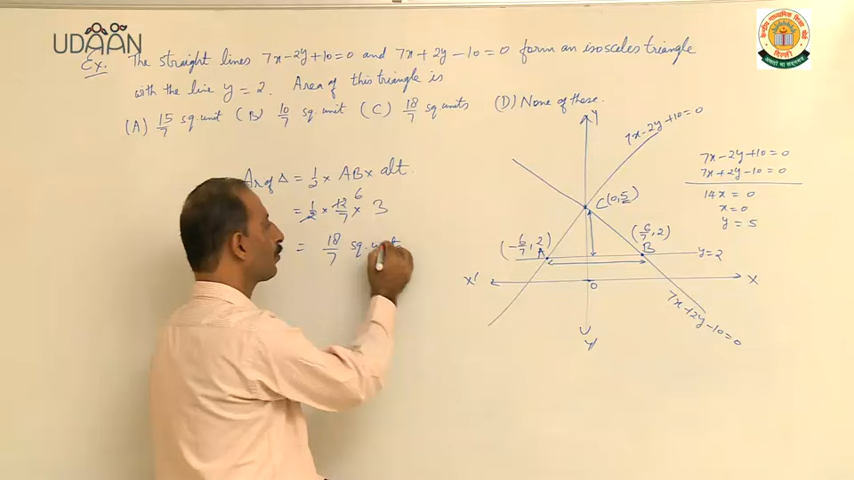 UDAAN
Ex. The straight lines 7x-2y+10=0 and 7x+2y-10=0 form an isoscales triangle
with the line y=2. Area of this triangle is
(A) 15/7 sq.unit (B) 10/7 sq.unit (C) 18/7 sq.units (D) None of these.
Ar of Δ = 1/2 × AB × alt.
= 1/2 × 12/7 × 3
6
= 18/7 sq.unit
Y
7x-2y+10=0
C(0,5)
(-6/7, 2)
A
(6/7, 2)
B
y=2
X'
O
X
7x+2y-10=0
Y'
7x-2y+10=0
7x+2y-10=0
14x=0
x=0
y=5